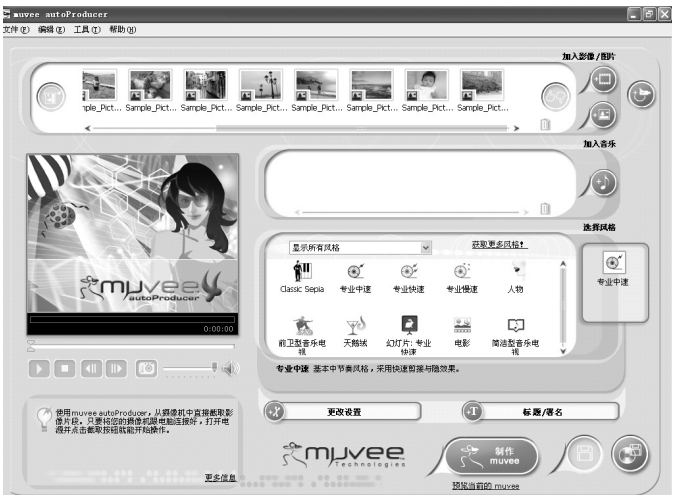 muvee autoProducer
文件(F) 编辑(E) 工具(T) 帮助(H)
加入影像/图片
mple_Pict... Sample_Pict... Sample_Pict... Sample_Pict... Sample_Pict... Sample_Pict... Sample_Pict... Sample_Pict...
加入音乐
选择风格
显示所有风格
获取更多风格!
Classic Sepia 专业中速 专业快速 专业慢速 人物
专业中速
前卫型音乐电视 天鹅绒 幻灯片: 专业快速 电影 简洁型音乐电视
专业中速 基本中节奏风格，采用快速剪接与隐效果。
muvee
autoProducer
0:00:00
使用muvee autoProducer，从摄像机中直接截取影
像片段。只要将您的摄像机跟电脑连接好，打开电
源并点击截取按钮就能开始操作。
更多信息
更改设置
标题/署名
muvee
Technologies
制作
muvee
预览当前的 muvee